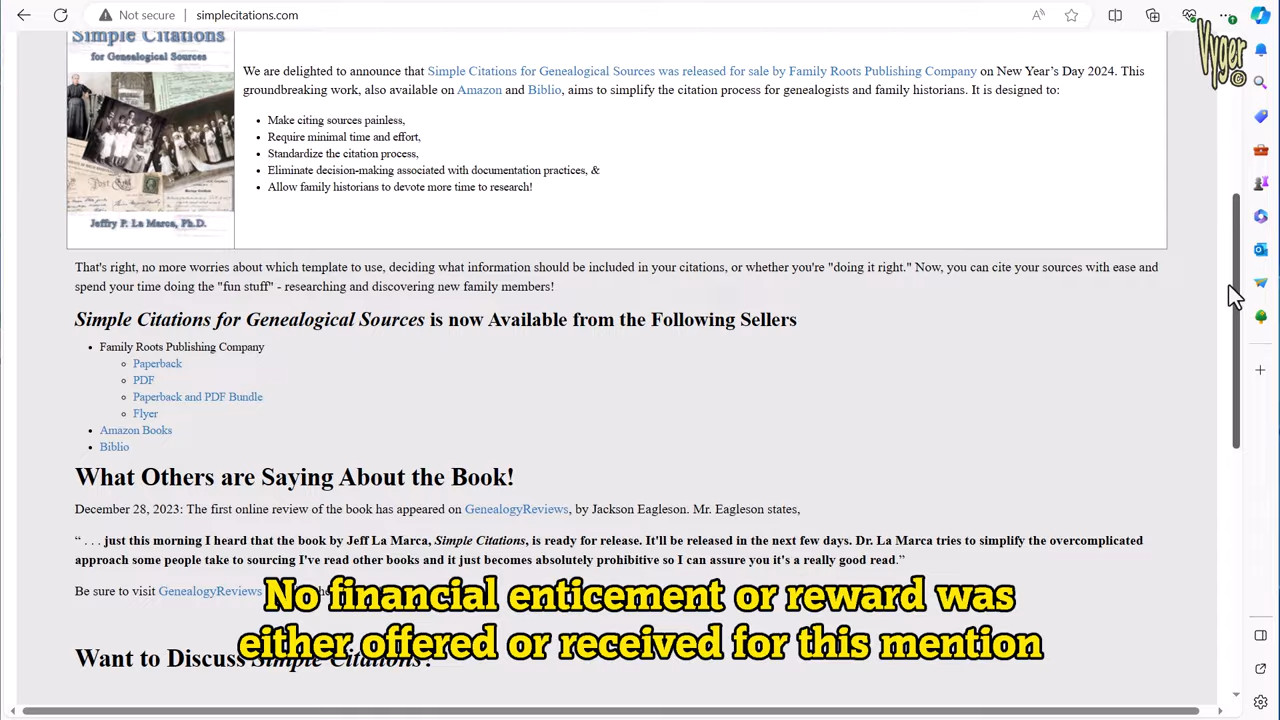 Not secure
simplecitations.com
Vyger
©
Simple Citations
for Genealogical Sources
Jeffry P. La Marca, Ph.D.
We are delighted to announce that Simple Citations for Genealogical Sources was released for sale by Family Roots Publishing Company on New Year’s Day 2024. This
groundbreaking work, also available on Amazon and Biblio, aims to simplify the citation process for genealogists and family historians. It is designed to:
• Make citing sources painless,
• Require minimal time and effort,
• Standardize the citation process,
• Eliminate decision-making associated with documentation practices, &
• Allow family historians to devote more time to research!
That's right, no more worries about which template to use, deciding what information should be included in your citations, or whether you're "doing it right." Now, you can cite your sources with ease and
spend your time doing the "fun stuff" - researching and discovering new family members!
Simple Citations for Genealogical Sources is now Available from the Following Sellers
• Family Roots Publishing Company
◦ Paperback
◦ PDF
◦ Paperback and PDF Bundle
◦ Flyer
• Amazon Books
• Biblio
What Others are Saying About the Book!
December 28, 2023: The first online review of the book has appeared on GenealogyReviews, by Jackson Eagleson. Mr. Eagleson states,
“ . . . just this morning I heard that the book by Jeff La Marca, Simple Citations, is ready for release. It'll be released in the next few days. Dr. La Marca tries to simplify the overcomplicated
approach some people take to sourcing I've read other books and it just becomes absolutely prohibitive so I can assure you it's a really good read.”
Be sure to visit GenealogyReviews
No financial enticement or reward was
either offered or received for this mention
Want to Discuss Simple Citations?